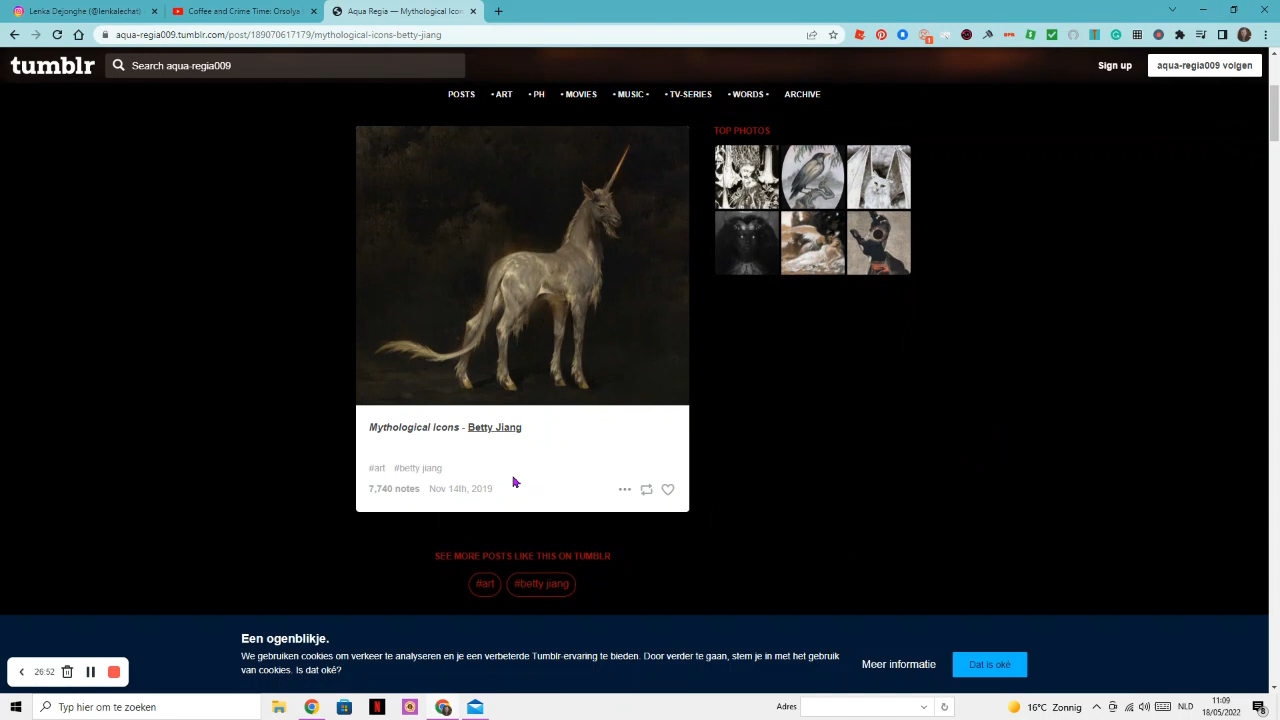 Lenka Dejonghe (@lenkalechat)
Coffee and Crime Time: Orsolya
Aqua Regia — Mythological Icon
aqua-regia009.tumblr.com/post/189070617179/mythological-icons-betty-jiang
tumblr
Search aqua-regia009
Sign up
aqua-regia009 volgen
POSTS
• ART
• PH
• MOVIES
• MUSIC •
• TV-SERIES
• WORDS •
ARCHIVE
TOP PHOTOS
Mythological Icons - Betty Jiang
#art #betty jiang
7,740 notes Nov 14th, 2019
SEE MORE POSTS LIKE THIS ON TUMBLR
#art #betty jiang
Een ogenblikje.
We gebruiken cookies om verkeer te analyseren en je een verbeterde Tumblr-ervaring te bieden. Door verder te gaan, stem je in met het gebruik
van cookies. Is dat oké?
Meer informatie
Dat is oké
26:52
Typ hier om te zoeken
Adres
16°C Zonnig
NLD
11:09
18/05/2022